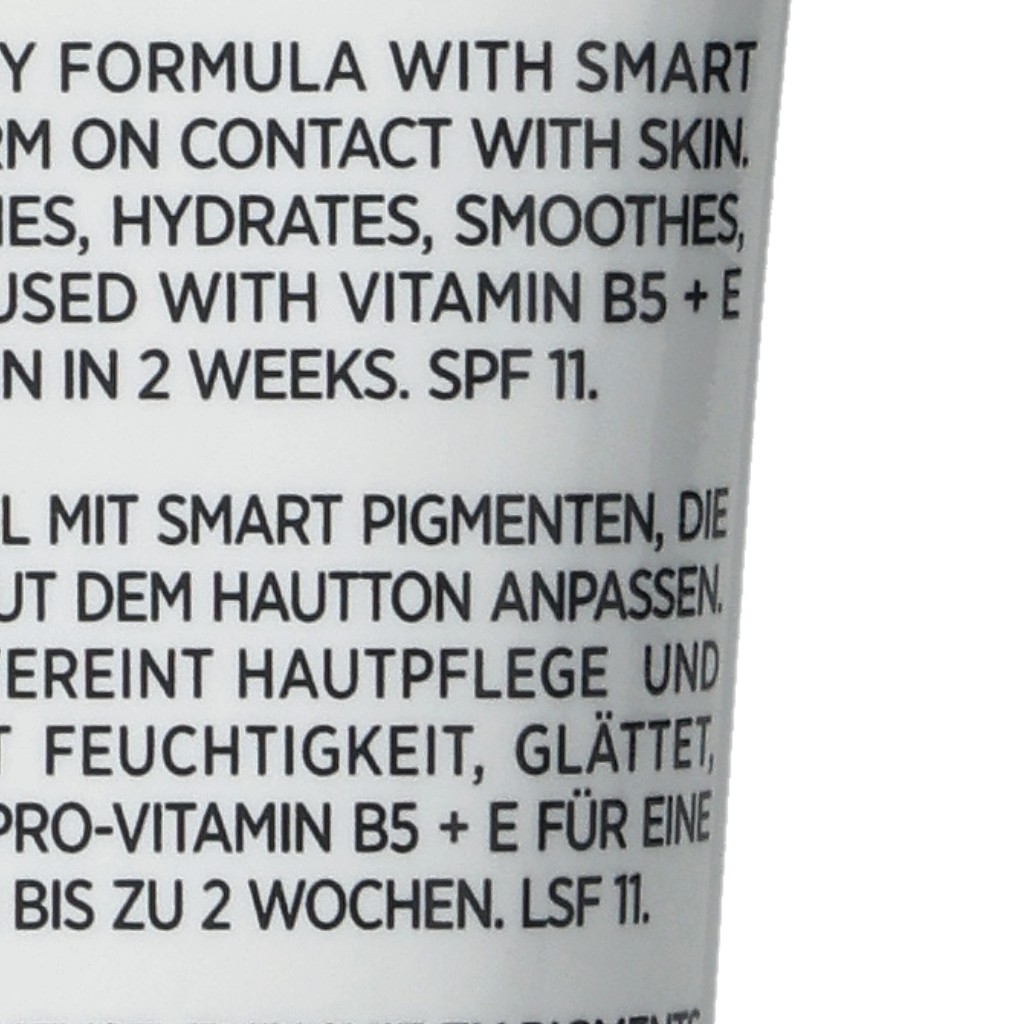 Y FORMULA WITH SMART
RM ON CONTACT WITH SKIN.
HES, HYDRATES, SMOOTHES,
USED WITH VITAMIN B5 + E
N IN 2 WEEKS. SPF 11.
L MIT SMART PIGMENTEN, DIE
UT DEM HAUTTON ANPASSEN.
VEREINT HAUTPFLEGE UND
T FEUCHTIGKEIT, GLÄTTET,
PRO-VITAMIN B5 + E FÜR EINE
BIS ZU 2 WOCHEN. LSF 11.